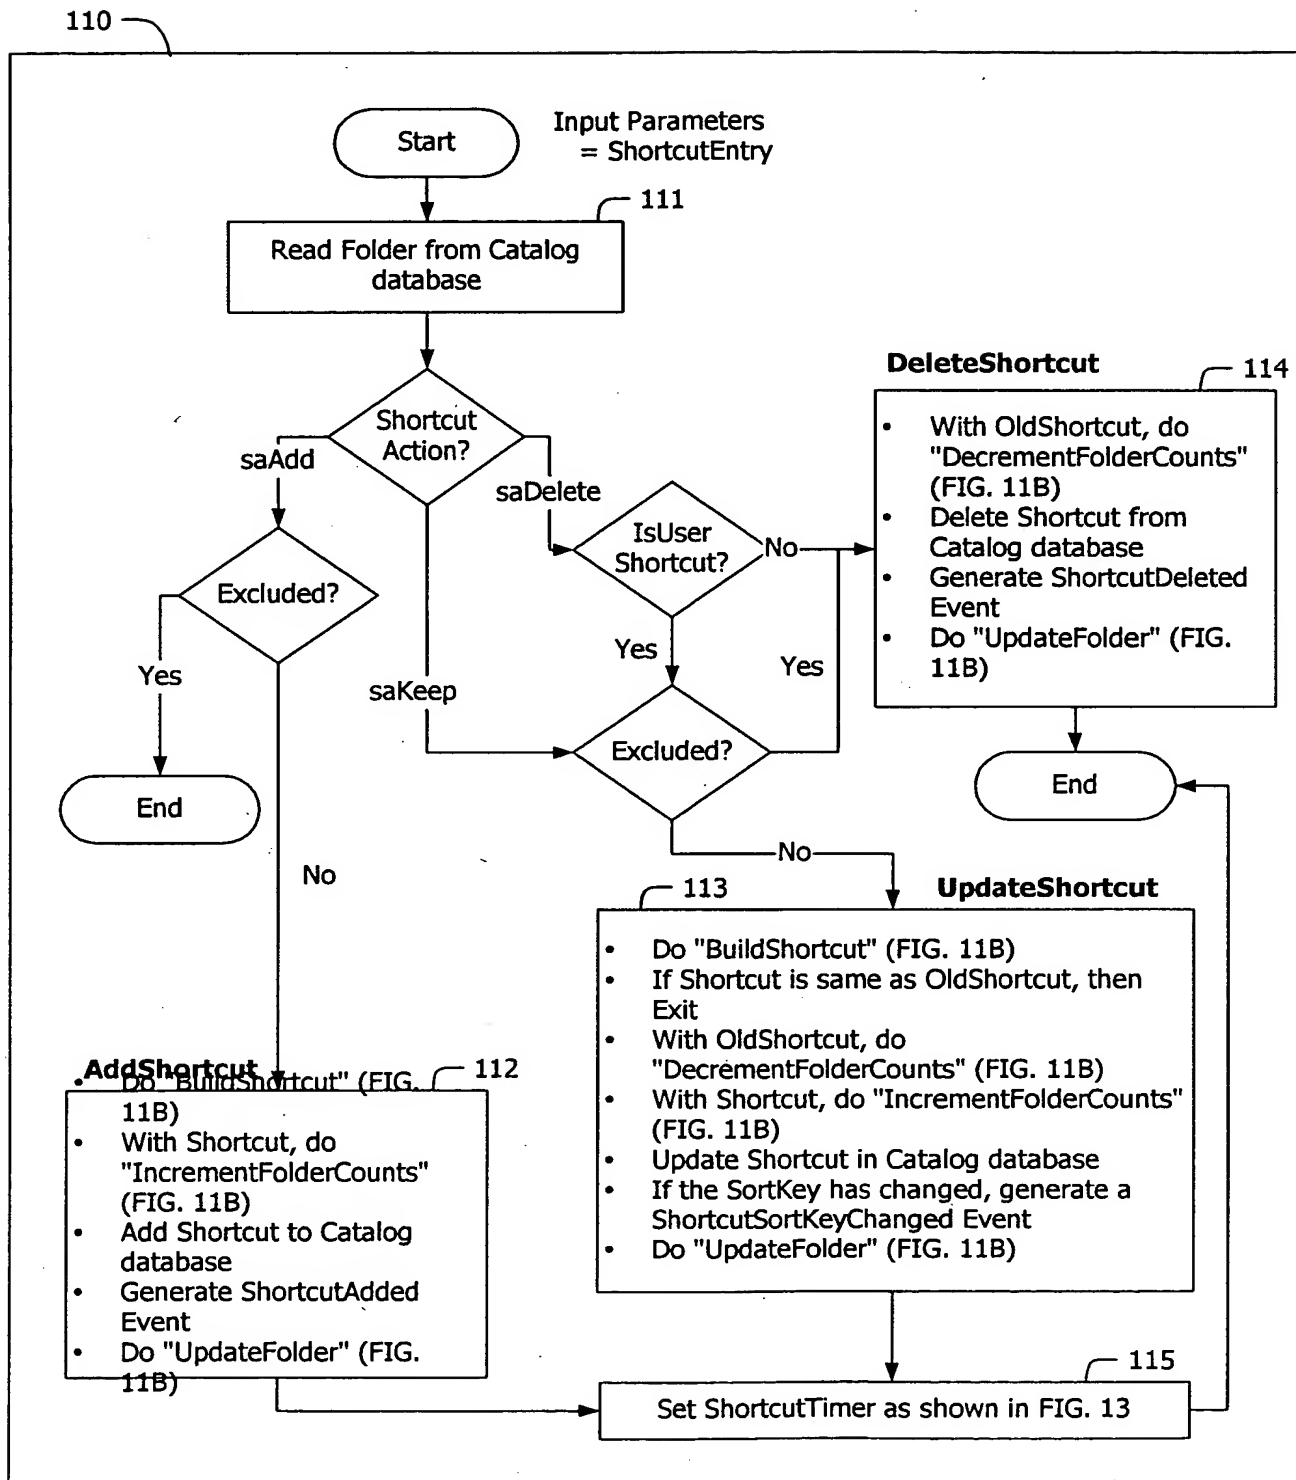 110
Start
Input Parameters
= ShortcutEntry
111
Read Folder from Catalog
database
Shortcut
Action?
saAdd
saDelete
saKeep
IsUser
Shortcut?
No
Yes
Yes
Excluded?
Yes
End
No
Excluded?
No
DeleteShortcut
114
• With OldShortcut, do
"DecrementFolderCounts"
(FIG. 11B)
• Delete Shortcut from
Catalog database
• Generate ShortcutDeleted
Event
• Do "UpdateFolder" (FIG.
11B)
End
113
UpdateShortcut
• Do "BuildShortcut" (FIG. 11B)
• If Shortcut is same as OldShortcut, then
Exit
• With OldShortcut, do
"DecrementFolderCounts" (FIG. 11B)
• With Shortcut, do "IncrementFolderCounts"
(FIG. 11B)
• Update Shortcut in Catalog database
• If the SortKey has changed, generate a
ShortcutSortKeyChanged Event
• Do "UpdateFolder" (FIG. 11B)
AddShortcut
112
• Do "BuildShortcut" (FIG.
11B)
• With Shortcut, do
"IncrementFolderCounts"
(FIG. 11B)
• Add Shortcut to Catalog
database
• Generate ShortcutAdded
Event
• Do "UpdateFolder" (FIG.
11B)
115
Set ShortcutTimer as shown in FIG. 13